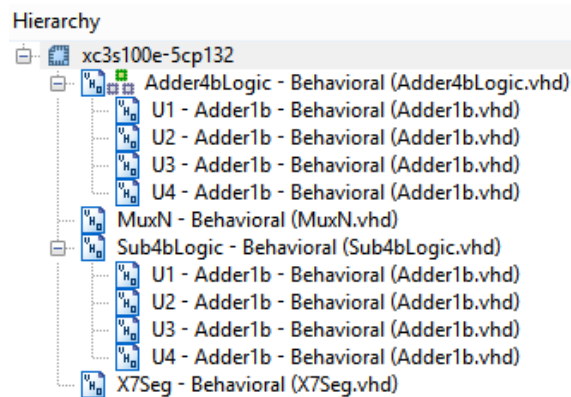 Hierarchy
xc3s100e-5cp132
Adder4bLogic - Behavioral (Adder4bLogic.vhd)
U1 - Adder1b - Behavioral (Adder1b.vhd)
U2 - Adder1b - Behavioral (Adder1b.vhd)
U3 - Adder1b - Behavioral (Adder1b.vhd)
U4 - Adder1b - Behavioral (Adder1b.vhd)
MuxN - Behavioral (MuxN.vhd)
Sub4bLogic - Behavioral (Sub4bLogic.vhd)
U1 - Adder1b - Behavioral (Adder1b.vhd)
U2 - Adder1b - Behavioral (Adder1b.vhd)
U3 - Adder1b - Behavioral (Adder1b.vhd)
U4 - Adder1b - Behavioral (Adder1b.vhd)
X7Seg - Behavioral (X7Seg.vhd)